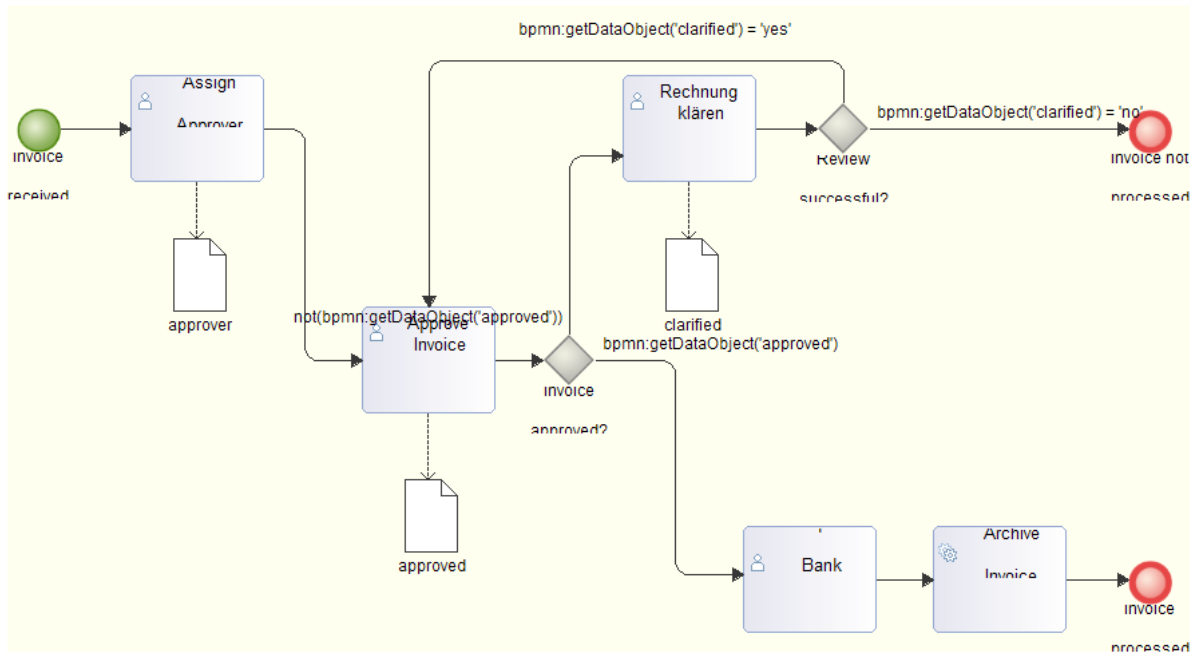 bpmn:getDataObject('clarified') = 'yes'
Assign
Approver
Rechnung
klären
bpmn:getDataObject('clarified') = 'no'
invoice
received
Review
successful?
invoice not
processed
approver
clarified
not(bpmn:getDataObject('approved'))
Approve
Invoice
bpmn:getDataObject('approved')
invoice
approved?
approved
Bank
Archive
Invoice
invoice
processed